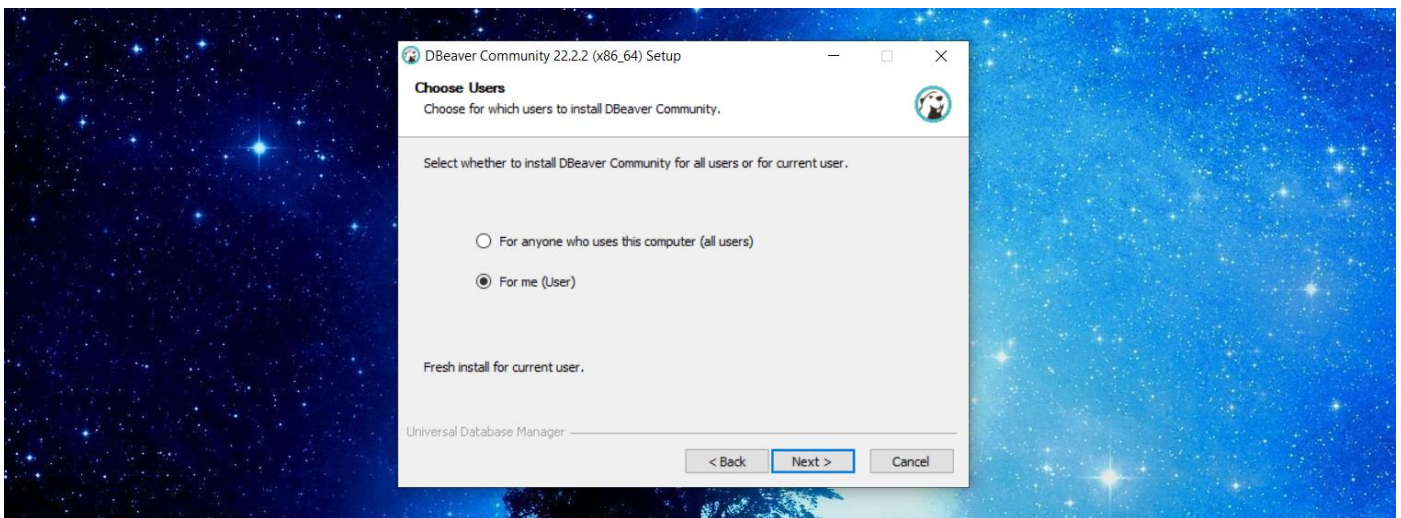 DBeaver Community 22.2.2 (x86_64) Setup
Choose Users
Choose for which users to install DBeaver Community.
Select whether to install DBeaver Community for all users or for current user.
For anyone who uses this computer (all users)
For me (User)
Fresh install for current user.
Universal Database Manager
< Back Next > Cancel